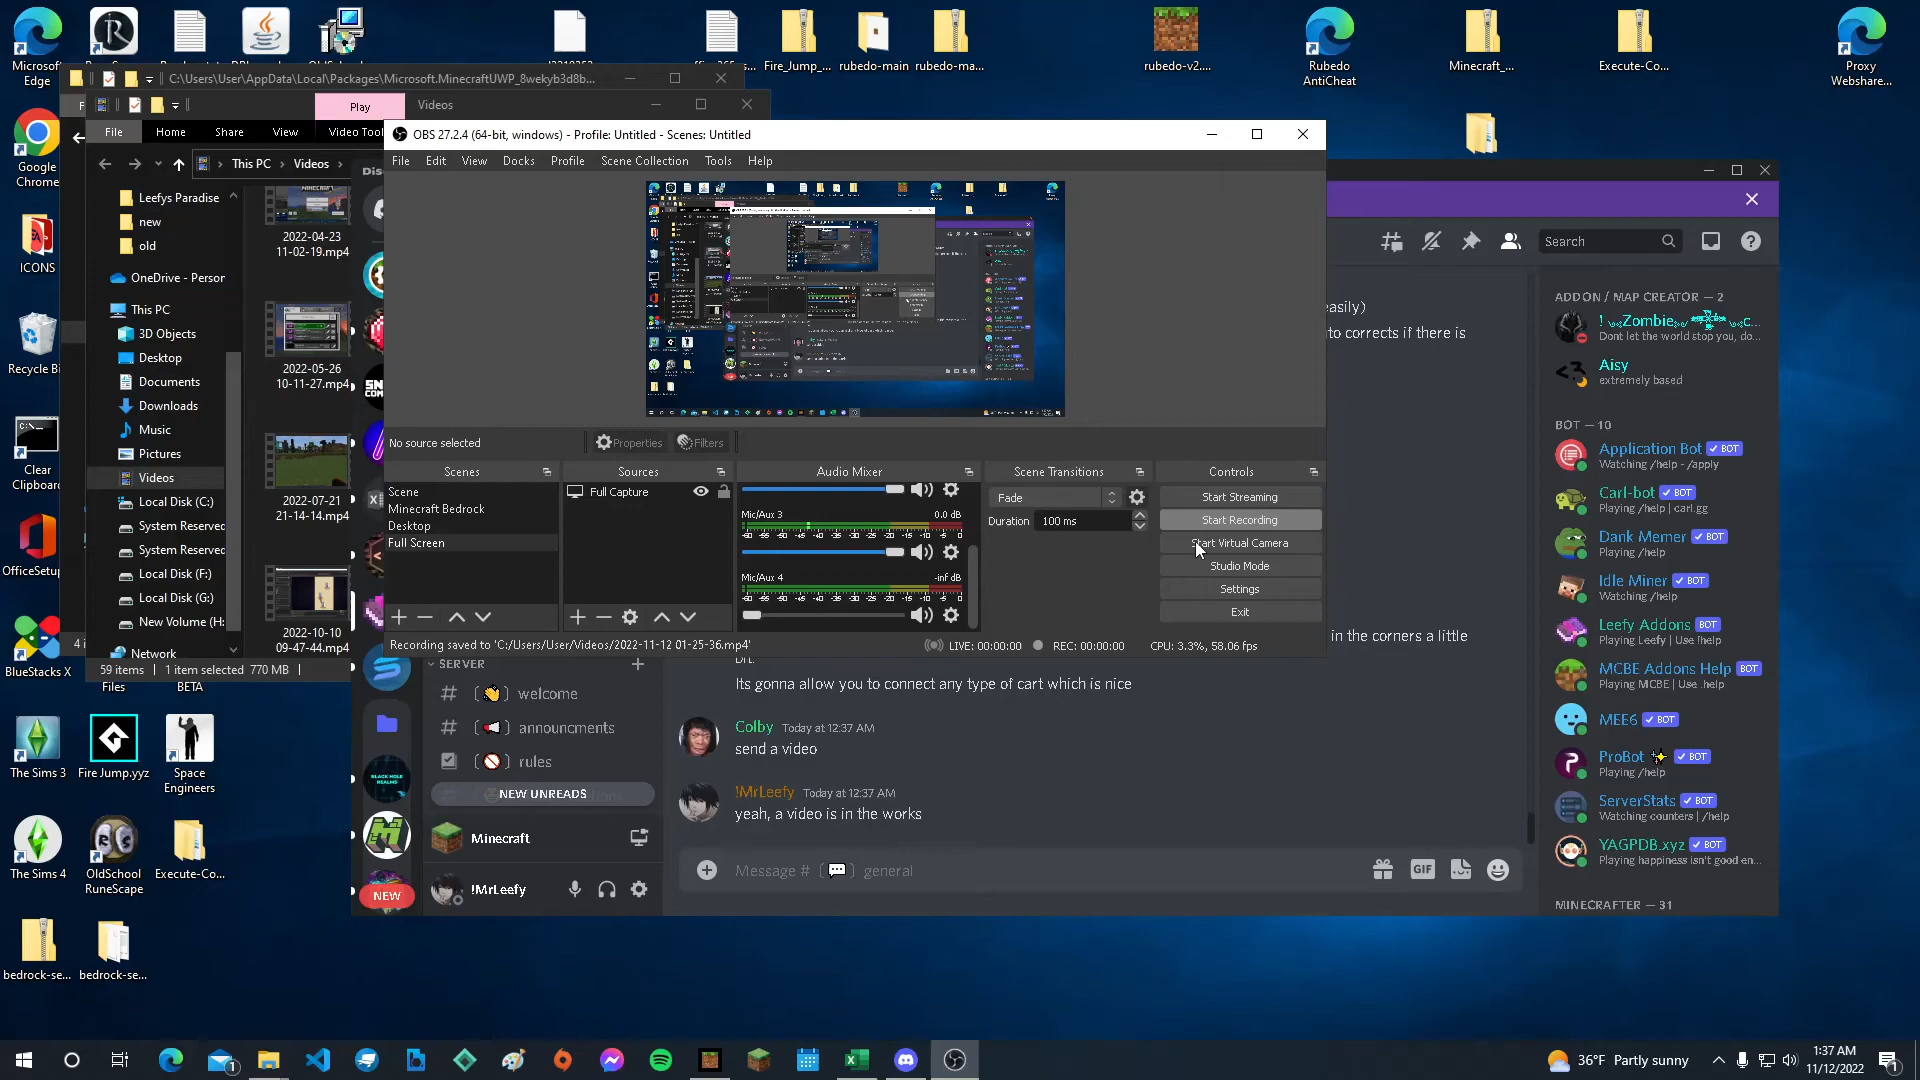 Microsoft Edge
Fire_Jump_...
rubedo-main
rubedo-ma...
rubedo-v2....
Rubedo AntiCheat
Minecraft_...
Execute-Co...
Proxy Webshare...
C:\Users\User\AppData\Local\Packages\Microsoft.MinecraftUWP_8wekyb3d8b...
Play
Videos
File
Home
Share
View
Video Tool
This PC
Videos
Google Chrome
ICONS
Recycle Bi
Clear Clipboard
OfficeSetup
BlueStacks X
Files
BETA
The Sims 3
Fire Jump.yyz
Space Engineers
The Sims 4
OldSchool RuneScape
Execute-Co...
bedrock-se...
bedrock-se...
Leefys Paradise
new
old
OneDrive - Person
This PC
3D Objects
Desktop
Documents
Downloads
Music
Pictures
Videos
Local Disk (C:)
System Reserved
System Reserved
Local Disk (F:)
Local Disk (G:)
New Volume (H:
Network
2022-04-23 11-02-19.mp4
2022-05-26 10-11-27.mp4
2022-07-21 21-14-14.mp4
2022-10-10 09-47-44.mp4
59 items
1 item selected 770 MB
OBS 27.2.4 (64-bit, windows) - Profile: Untitled - Scenes: Untitled
File
Edit
View
Docks
Profile
Scene Collection
Tools
Help
No source selected
Properties
Filters
Scenes
Sources
Audio Mixer
Scene Transitions
Controls
Scene
Minecraft Bedrock
Desktop
Full Screen
Full Capture
Mic/Aux 3
0.0 dB
Mic/Aux 4
-inf dB
Fade
Duration
100 ms
Start Streaming
Start Recording
Start Virtual Camera
Studio Mode
Settings
Exit
Recording saved to 'C:/Users/User/Videos/2022-11-12 01-25-36.mp4'
LIVE: 00:00:00
REC: 00:00:00
CPU: 3.3%, 58.06 fps
Search
easily)
to corrects if there is
in the corners a little
Its gonna allow you to connect any type of cart which is nice
Colby Today at 12:37 AM
send a video
!MrLeefy Today at 12:37 AM
yeah, a video is in the works
Message #
general
GIF
SERVER
welcome
announcments
rules
NEW UNREADS
Minecraft
!MrLeefy
NEW
ADDON / MAP CREATOR — 2
Dont let the world stop you, do...
Aisy
extremely based
BOT — 10
Application Bot BOT
Watching /help - /apply
Carl-bot BOT
Playing /help | carl.gg
Dank Memer BOT
Playing /help
Idle Miner BOT
Watching /help
Leefy Addons BOT
Playing Leefy | Use !help
MCBE Addons Help BOT
Playing MCBE | Use .help
MEE6 BOT
ProBot BOT
Playing /help
ServerStats BOT
Watching counters | /help
YAGPDB.xyz BOT
Playing happiness isn't good en...
MINECRAFTER — 31
36°F Partly sunny
1:37 AM
11/12/2022